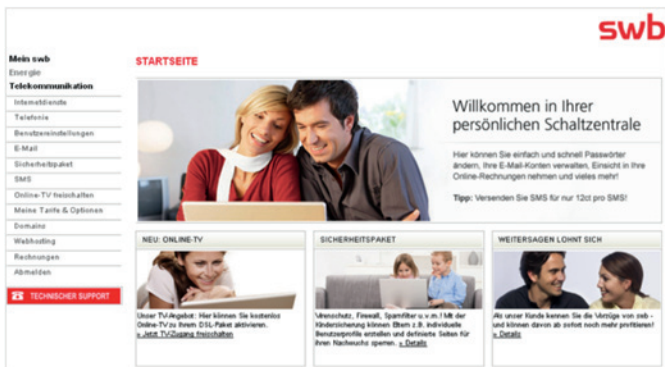 swb
Mein swb
Energie
Telekommunikation
Internetdienste
Telefonie
Benutzereinstellungen
E-Mail
Sicherheitspaket
SMS
Online-TV freischalten
Meine Tarife & Optionen
Domains
Webhosting
Rechnungen
Abmelden
TECHNISCHER SUPPORT
STARTSEITE
Willkommen in Ihrer
persönlichen Schaltzentrale
Hier können Sie einfach und schnell Passwörter
ändern, Ihre E-Mail-Konten verwalten, Einsicht in Ihre
Online-Rechnungen nehmen und vieles mehr!
Tipp: Versenden Sie SMS für nur 12ct pro SMS!
NEU: ONLINE-TV
Unser TV-Angebot: Hier können Sie kostenlos
Online-TV zu Ihrem DSL-Paket aktivieren.
» Jetzt TV-Zugang freischalten
SICHERHEITSPAKET
Virenschutz, Firewall, Spamfilter u.v.m.! Mit der
Kindersicherung können Eltern z.B. individuelle
Benutzerprofile erstellen und definierte Seiten für
ihren Nachwuchs sperren. » Details
WEITERSAGEN LOHNT SICH
Als unser Kunde kennen Sie die Vorzüge von swb -
und können davon ab sofort noch mehr profitieren!
» Details